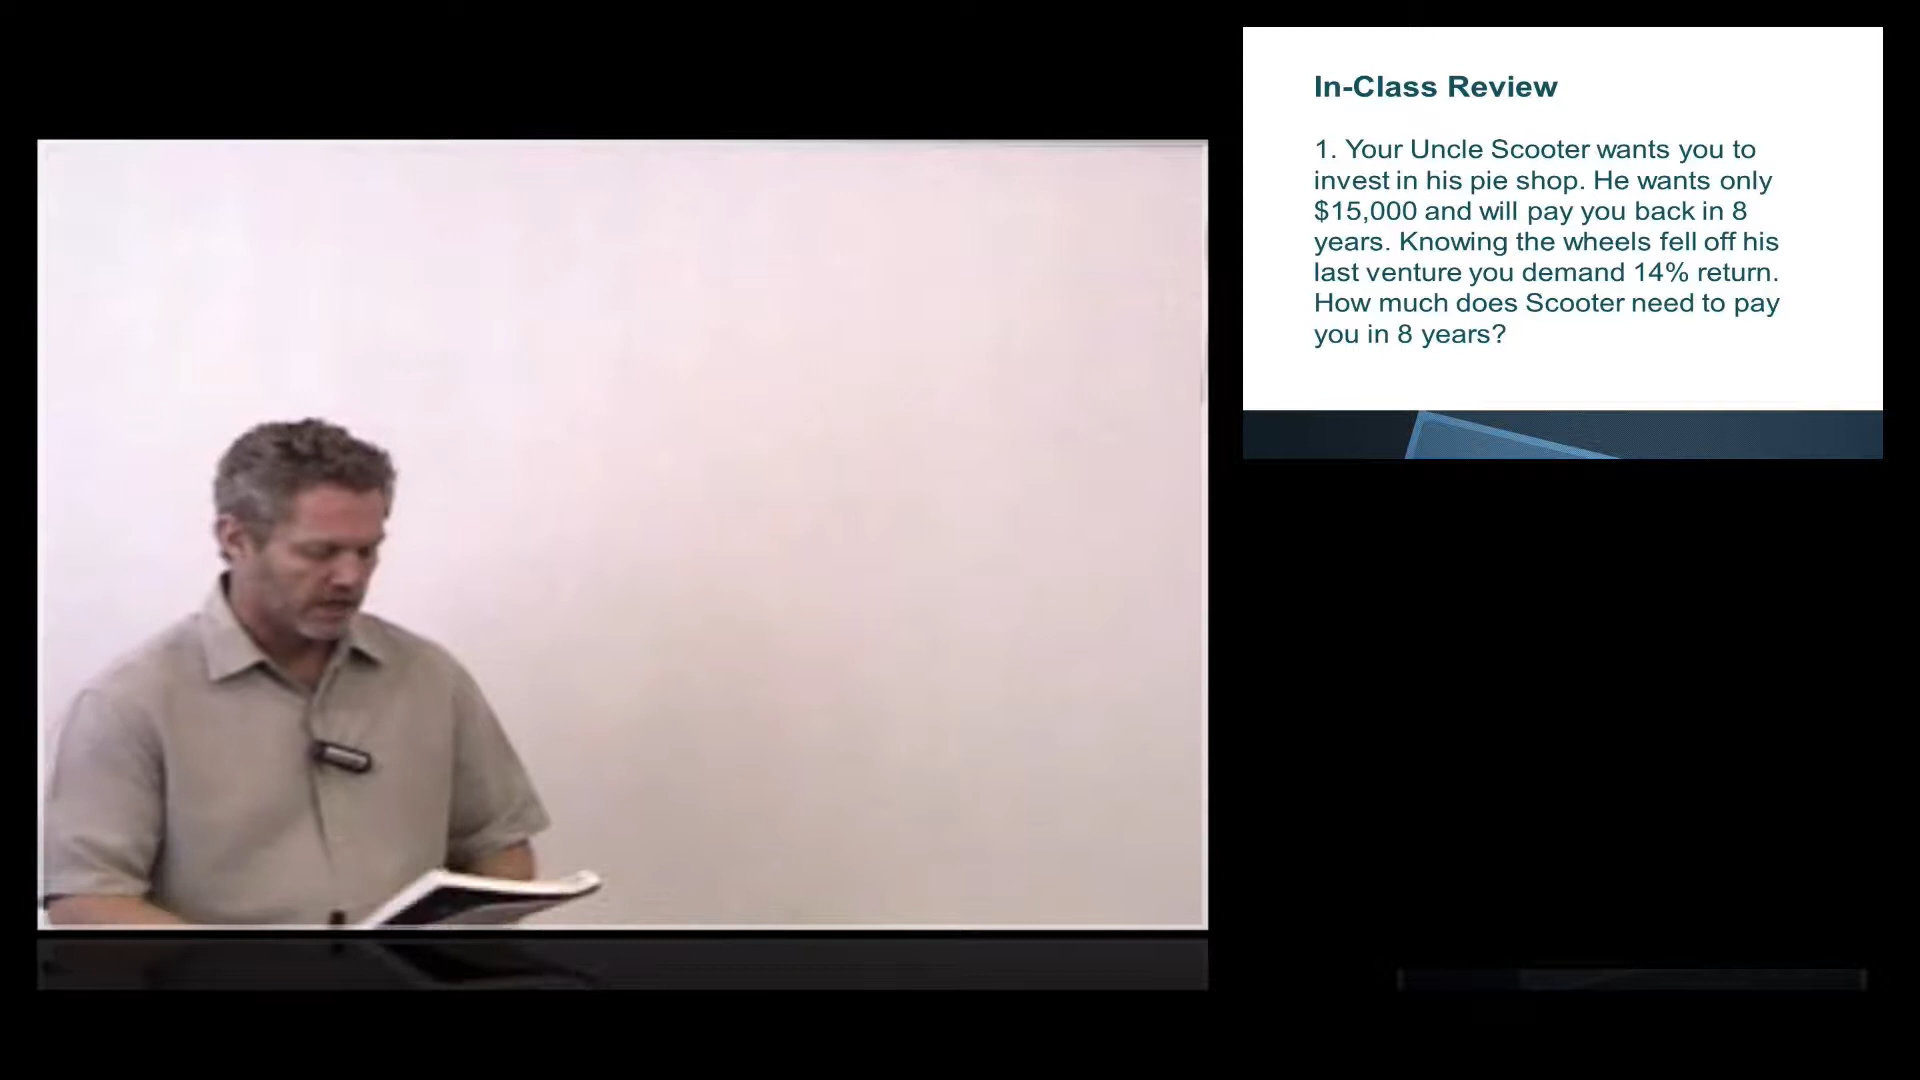 In-Class Review
1. Your Uncle Scooter wants you to
invest in his pie shop. He wants only
$15,000 and will pay you back in 8
years. Knowing the wheels fell off his
last venture you demand 14% return.
How much does Scooter need to pay
you in 8 years?